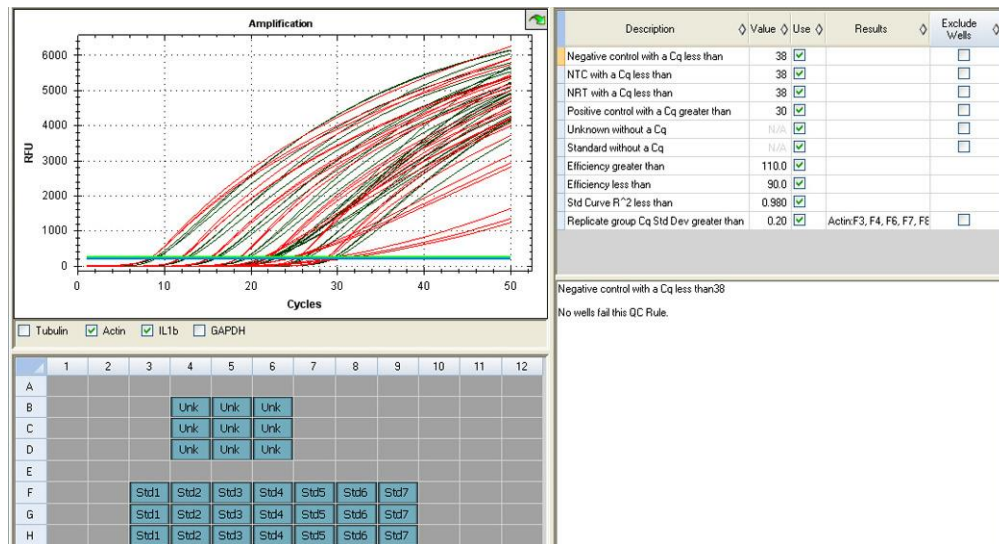 Amplification
6000
5000
4000
3000
2000
1000
0
RFU
0 10 20 30 40 50
Cycles
Tubulin Actin IL1b GAPDH
1 2 3 4 5 6 7 8 9 10 11 12
A
B Unk Unk Unk
C Unk Unk Unk
D Unk Unk Unk
E
F Std1 Std2 Std3 Std4 Std5 Std6 Std7
G Std1 Std2 Std3 Std4 Std5 Std6 Std7
H Std1 Std2 Std3 Std4 Std5 Std6 Std7
Description Value Use Results Exclude Wells
Negative control with a Cq less than 38
NTC with a Cq less than 38
NRT with a Cq less than 38
Positive control with a Cq greater than 30
Unknown without a Cq N/A
Standard without a Cq N/A
Efficiency greater than 110.0
Efficiency less than 90.0
Std Curve R^2 less than 0.980
Replicate group Cq Std Dev greater than 0.20 Actin:F3, F4, F6, F7, F8
Negative control with a Cq less than38
No wells fail this QC Rule.